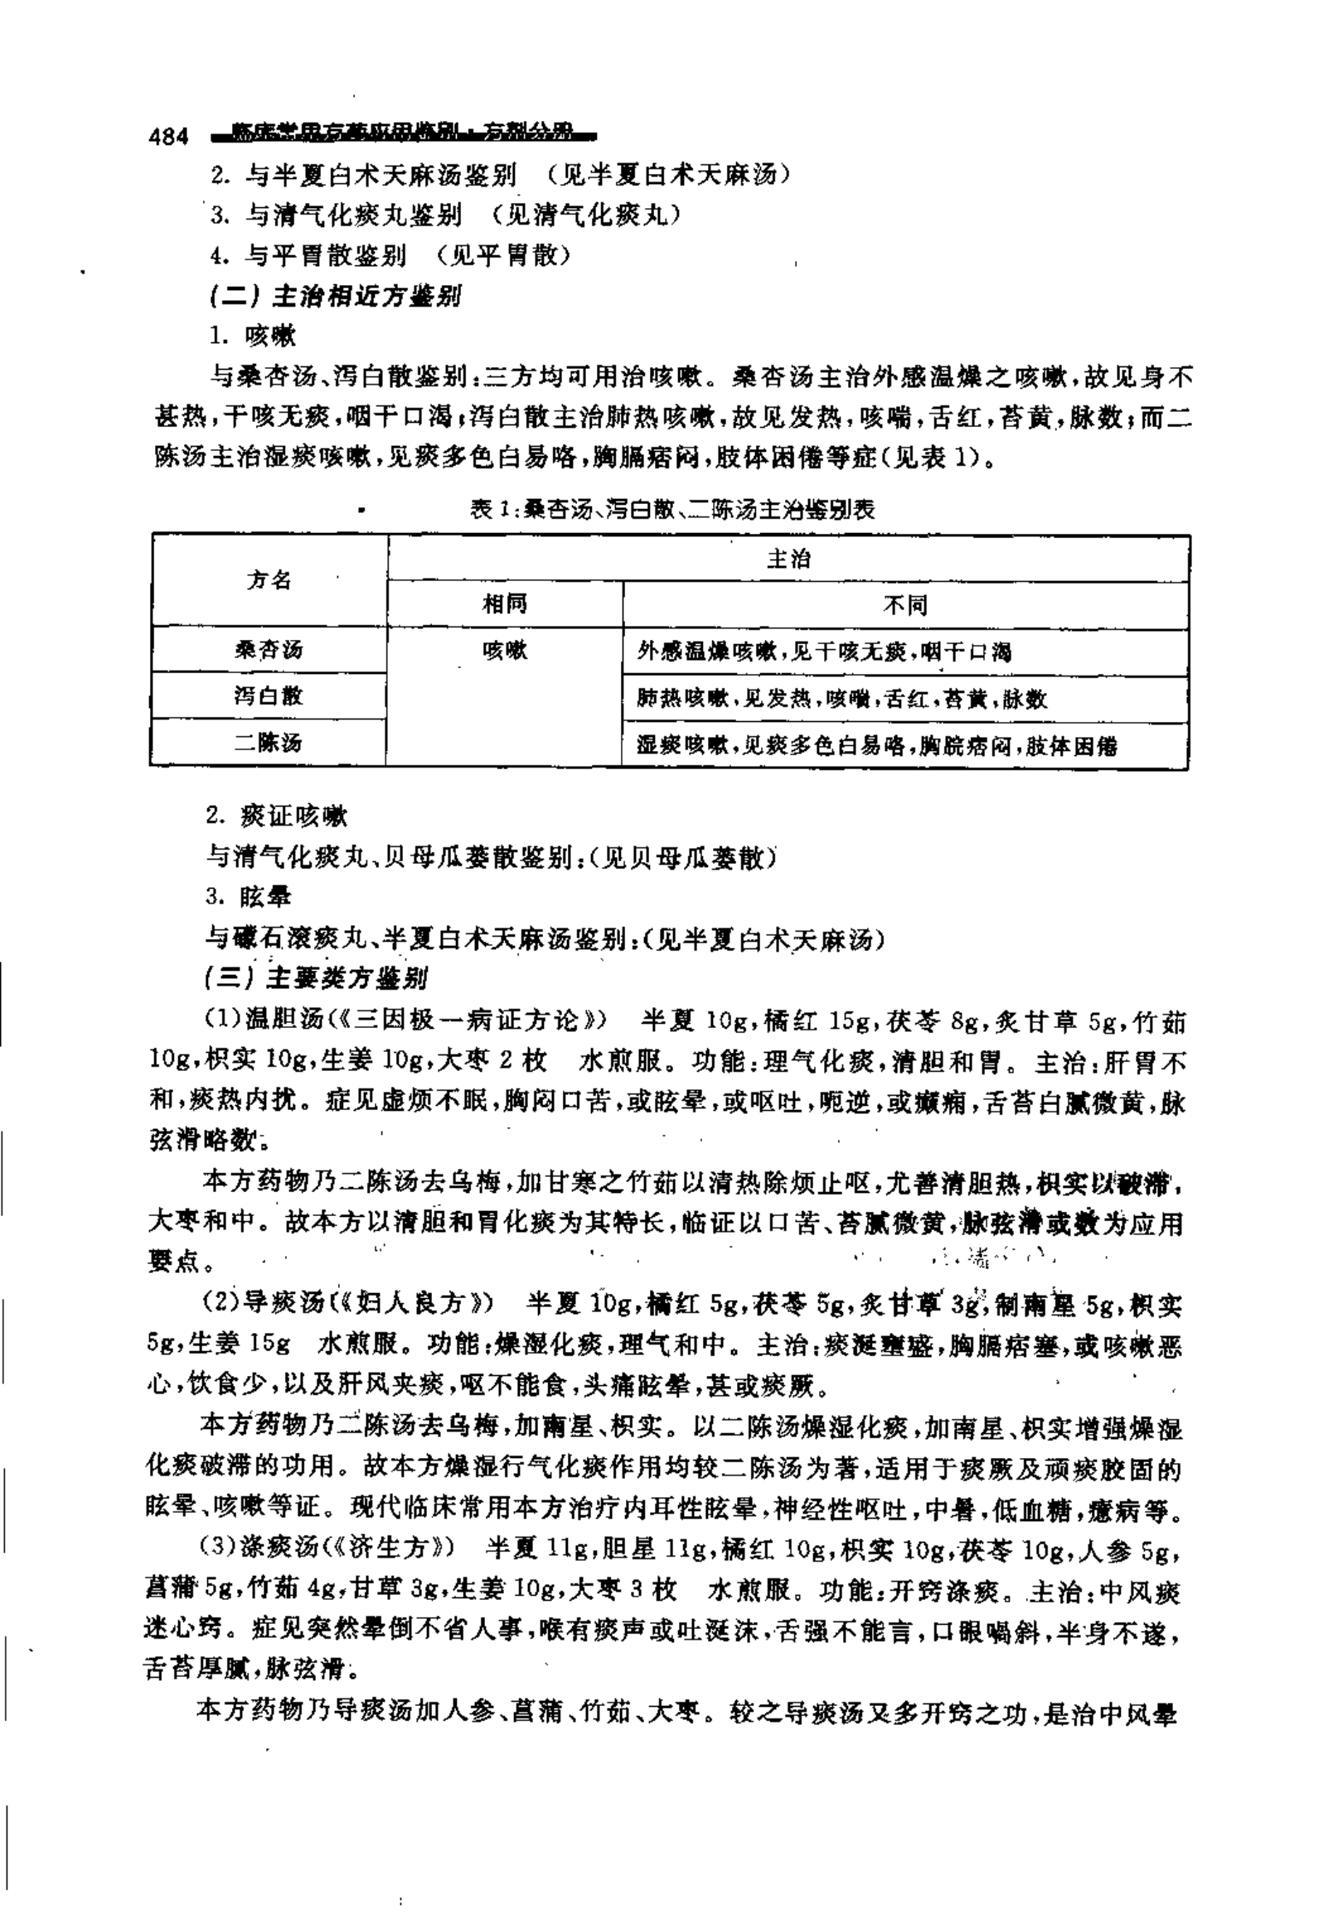 484 临床常用方药应用鉴别·方剂分册
2. 与半夏白术天麻汤鉴别 （见半夏白术天麻汤）
3. 与清气化痰丸鉴别 （见清气化痰丸）
4. 与平胃散鉴别 （见平胃散）
(二) 主治相近方鉴别
1. 咳嗽
与桑杏汤、泻白散鉴别：三方均可用治咳嗽。桑杏汤主治外感温燥之咳嗽，故见身不
甚热，干咳无痰，咽干口渴；泻白散主治肺热咳嗽，故见发热，咳喘，舌红，苔黄，脉数；而二
陈汤主治湿痰咳嗽，见痰多色白易咯，胸膈痞闷，肢体困倦等症(见表 1)。
表 1：桑杏汤、泻白散、二陈汤主治鉴别表
方名 主治
相同 不同
桑杏汤 咳嗽 外感温燥咳嗽，见干咳无痰，咽干口渴
泻白散 肺热咳嗽，见发热，咳喘，舌红，苔黄，脉数
二陈汤 湿痰咳嗽，见痰多色白易咯，胸脘痞闷，肢体困倦
2. 痰证咳嗽
与清气化痰丸、贝母瓜蒌散鉴别：(见贝母瓜蒌散)
3. 眩晕
与礞石滚痰丸、半夏白术天麻汤鉴别：(见半夏白术天麻汤)
(三) 主要类方鉴别
(1)温胆汤(《三因极一病证方论》) 半夏 10g，橘红 15g，茯苓 8g，炙甘草 5g，竹茹
10g，枳实 10g，生姜 10g，大枣 2 枚 水煎服。功能：理气化痰，清胆和胃。主治：肝胃不
和，痰热内扰。症见虚烦不眠，胸闷口苦，或眩晕，或呕吐，呃逆，或癫痫，舌苔白腻微黄，脉
弦滑略数。
本方药物乃二陈汤去乌梅，加甘寒之竹茹以清热除烦止呕，尤善清胆热，枳实以破滞，
大枣和中。故本方以清胆和胃化痰为其特长，临证以口苦、苔腻微黄，脉弦滑或数为应用
要点。
(2)导痰汤(《妇人良方》) 半夏 10g，橘红 5g，茯苓 5g，炙甘草 3g，制南星 5g，枳实
5g，生姜 15g 水煎服。功能：燥湿化痰，理气和中。主治：痰涎壅盛，胸膈痞塞，或咳嗽恶
心，饮食少，以及肝风夹痰，呕不能食，头痛眩晕，甚或痰厥。
本方药物乃二陈汤去乌梅，加南星、枳实。以二陈汤燥湿化痰，加南星、枳实增强燥湿
化痰破滞的功用。故本方燥湿行气化痰作用均较二陈汤为著，适用于痰厥及顽痰胶固的
眩晕、咳嗽等证。现代临床常用本方治疗内耳性眩晕，神经性呕吐，中暑，低血糖，癔病等。
(3)涤痰汤(《济生方》) 半夏 11g，胆星 11g，橘红 10g，枳实 10g，茯苓 10g，人参 5g，
菖蒲 5g，竹茹 4g，甘草 3g，生姜 10g，大枣 3 枚 水煎服。功能：开窍涤痰。主治：中风痰
迷心窍。症见突然晕倒不省人事，喉有痰声或吐涎沫，舌强不能言，口眼喎斜，半身不遂，
舌苔厚腻，脉弦滑。
本方药物乃导痰汤加人参、菖蒲、竹茹、大枣。较之导痰汤又多开窍之功，是治中风晕